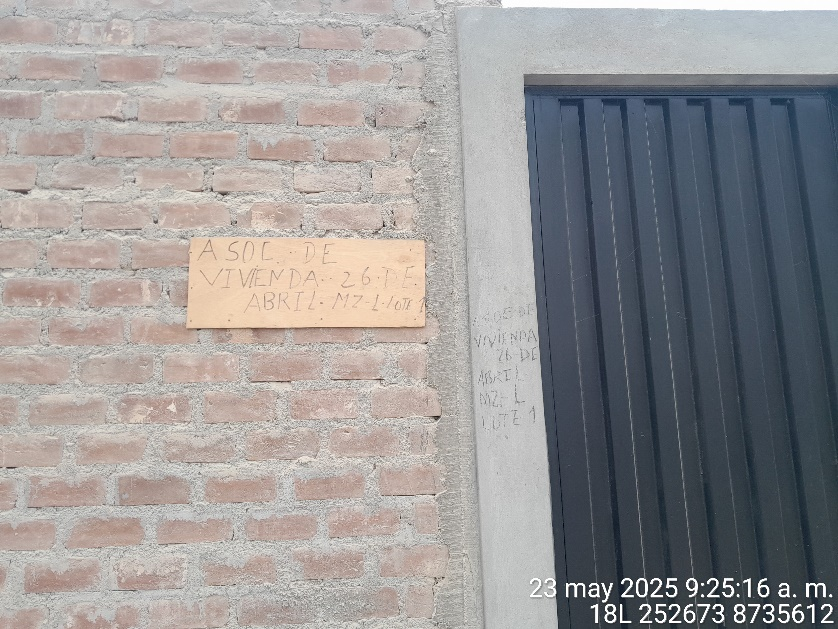 ASOC. DE
VIVIENDA. 26. DE.
ABRIL. MZ-L. LOTE 1
ASOC DE
VIVIENDA
26 DE
ABRIL
MZ- L
LOTE 1
23 may 2025 9:25:16 a. m.
18L 252673 8735612